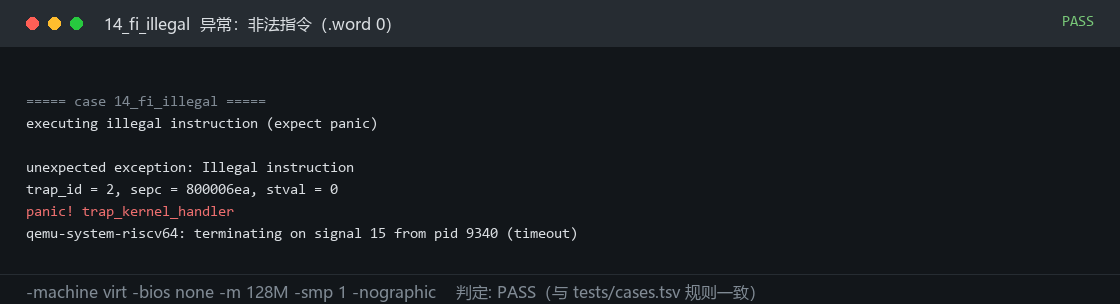 14_fi_illegal 异常：非法指令（.word 0）
PASS
===== case 14_fi_illegal =====
executing illegal instruction (expect panic)
unexpected exception: Illegal instruction
trap_id = 2, sepc = 800006ea, stval = 0
panic! trap_kernel_handler
qemu-system-riscv64: terminating on signal 15 from pid 9340 (timeout)
-machine virt -bios none -m 128M -smp 1 -nographic 判定: PASS（与 tests/cases.tsv 规则一致）